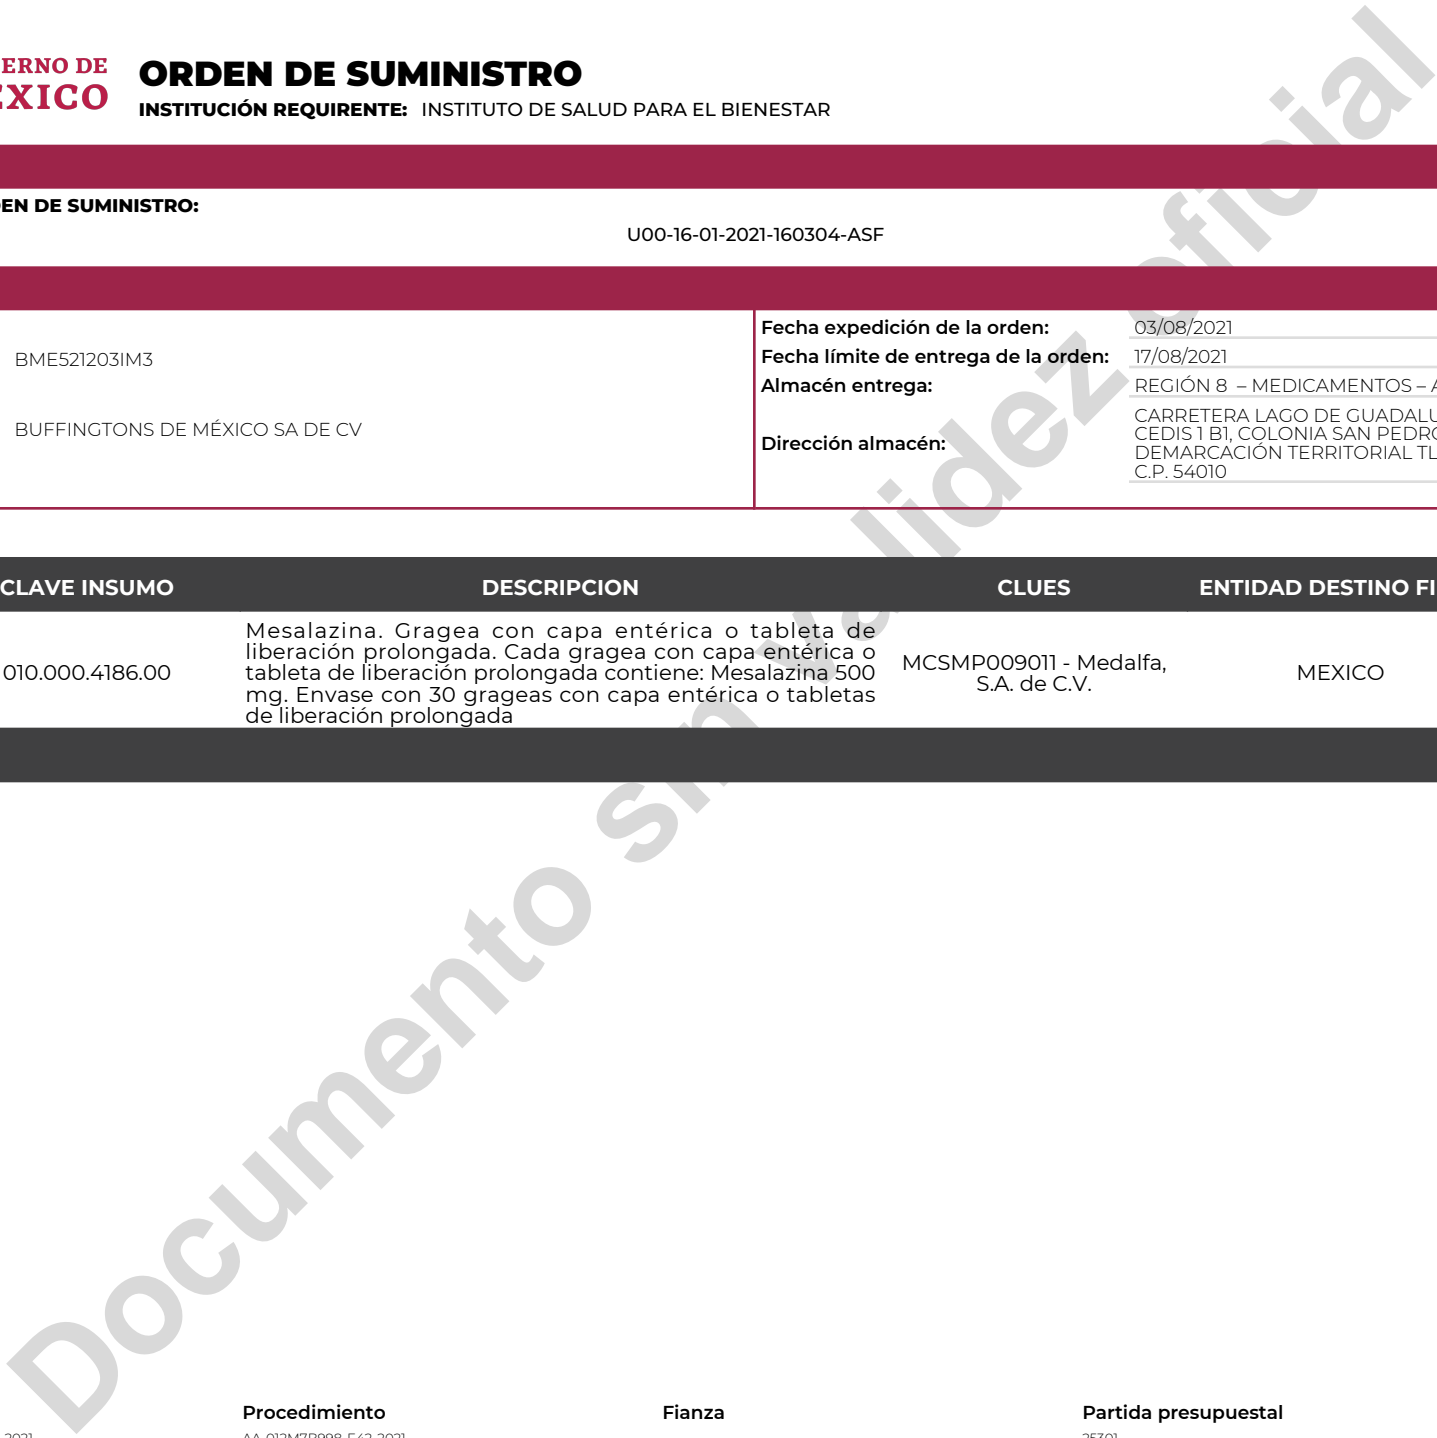 ERNO DE
ORDEN DE SUMINISTRO
INSTITUCIÓN REQUIRENTE: INSTITUTO DE SALUD PARA EL BIENESTAR
EN DE SUMINISTRO:
U00-16-01-2021-160304-ASF
BME521203IM3
BUFFINGTONS DE MÉXICO SA DE CV
Fecha expedición de la orden: 03/08/2021
Fecha límite de entrega de la orden: 17/08/2021
Almacén entrega: REGIÓN 8 – MEDICAMENTOS –
Dirección almacén:
CARRETERA LAGO DE GUADALU
CEDIS 1 B1, COLONIA SAN PEDRO
DEMARCACIÓN TERRITORIAL TL
C.P. 54010
CLAVE INSUMO DESCRIPCION CLUES ENTIDAD DESTINO FI
010.000.4186.00
Mesalazina. Gragea con capa entérica o tableta de
liberación prolongada. Cada gragea con capa entérica o
tableta de liberación prolongada contiene: Mesalazina 500
mg. Envase con 30 grageas con capa entérica o tabletas
de liberación prolongada
MCSMP009011 - Medalfa,
S.A. de C.V.
MEXICO
Documento sin validez oficial
Procedimiento Fianza Partida presupuestal